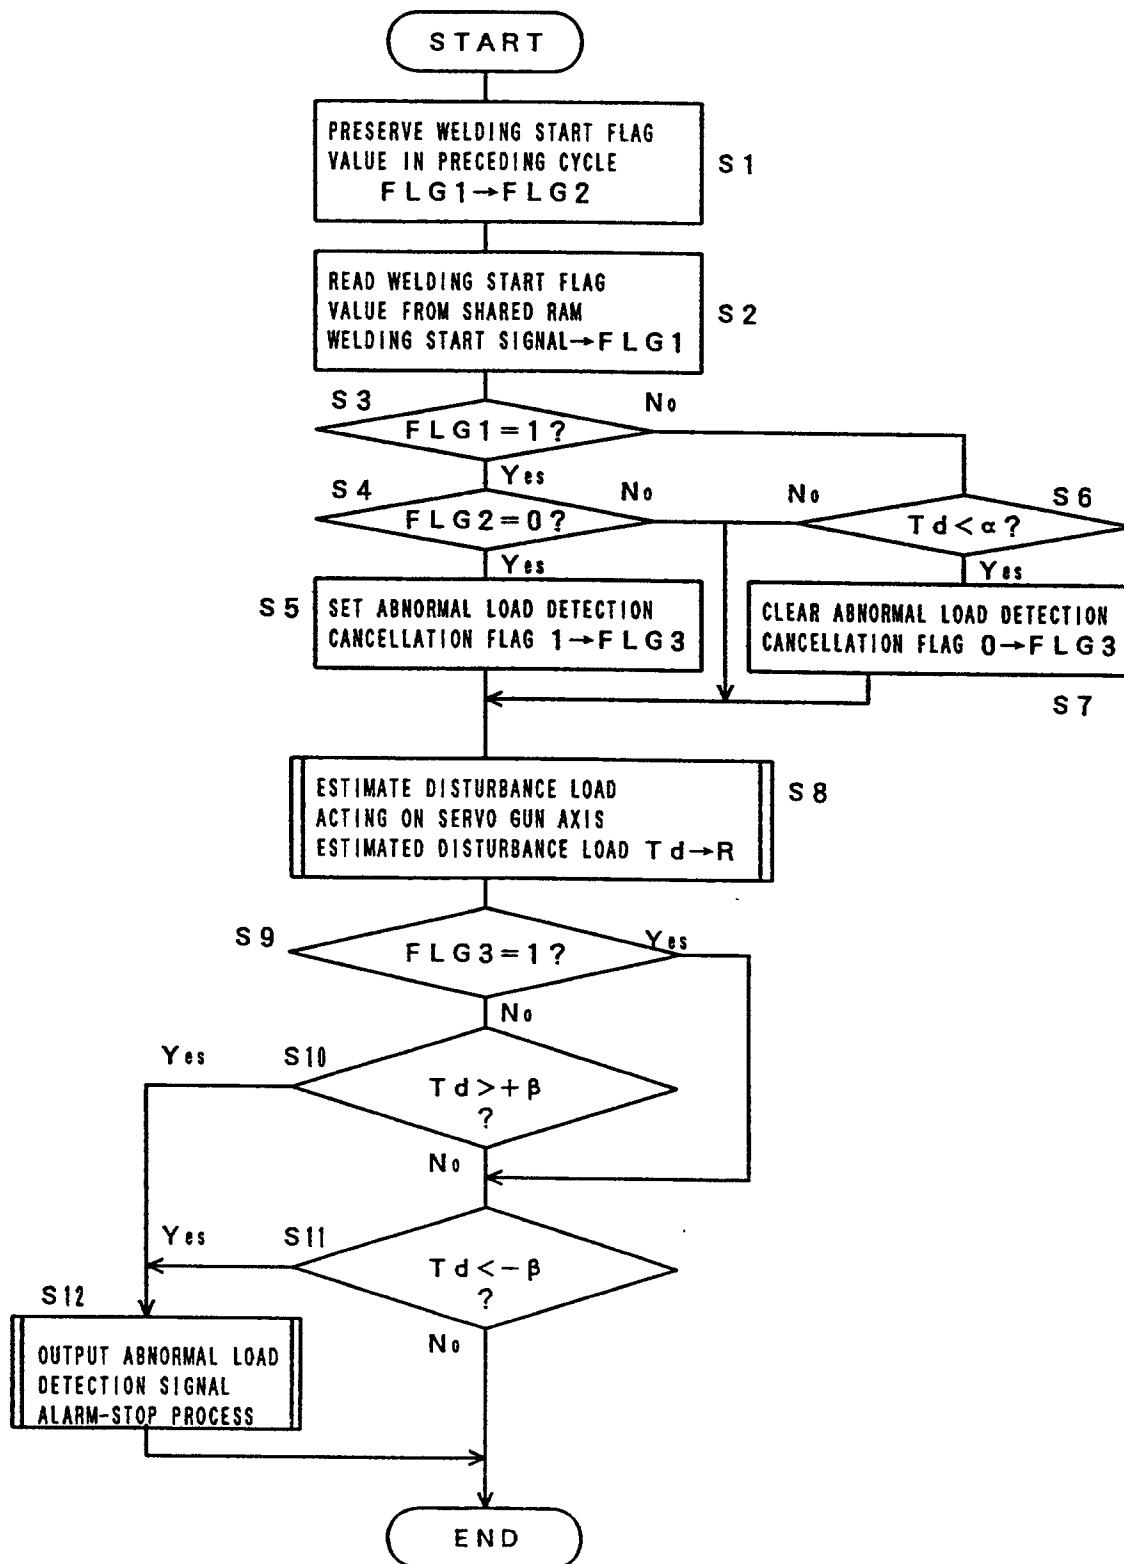 START
PRESERVE WELDING START FLAG
VALUE IN PRECEDING CYCLE
FLG1→FLG2
S1
READ WELDING START FLAG
VALUE FROM SHARED RAM
WELDING START SIGNAL→FLG1
S2
S3
FLG1=1?
No
Yes
S4
FLG2=0?
No
Yes
No
S6
Td<α?
Yes
S5
SET ABNORMAL LOAD DETECTION
CANCELLATION FLAG 1→FLG3
CLEAR ABNORMAL LOAD DETECTION
CANCELLATION FLAG 0→FLG3
S7
ESTIMATE DISTURBANCE LOAD
ACTING ON SERVO GUN AXIS
ESTIMATED DISTURBANCE LOAD Td→R
S8
S9
FLG3=1?
Yes
No
Yes
S10
Td>+β
?
No
Yes
S11
Td<-β
?
No
S12
OUTPUT ABNORMAL LOAD
DETECTION SIGNAL
ALARM-STOP PROCESS
END